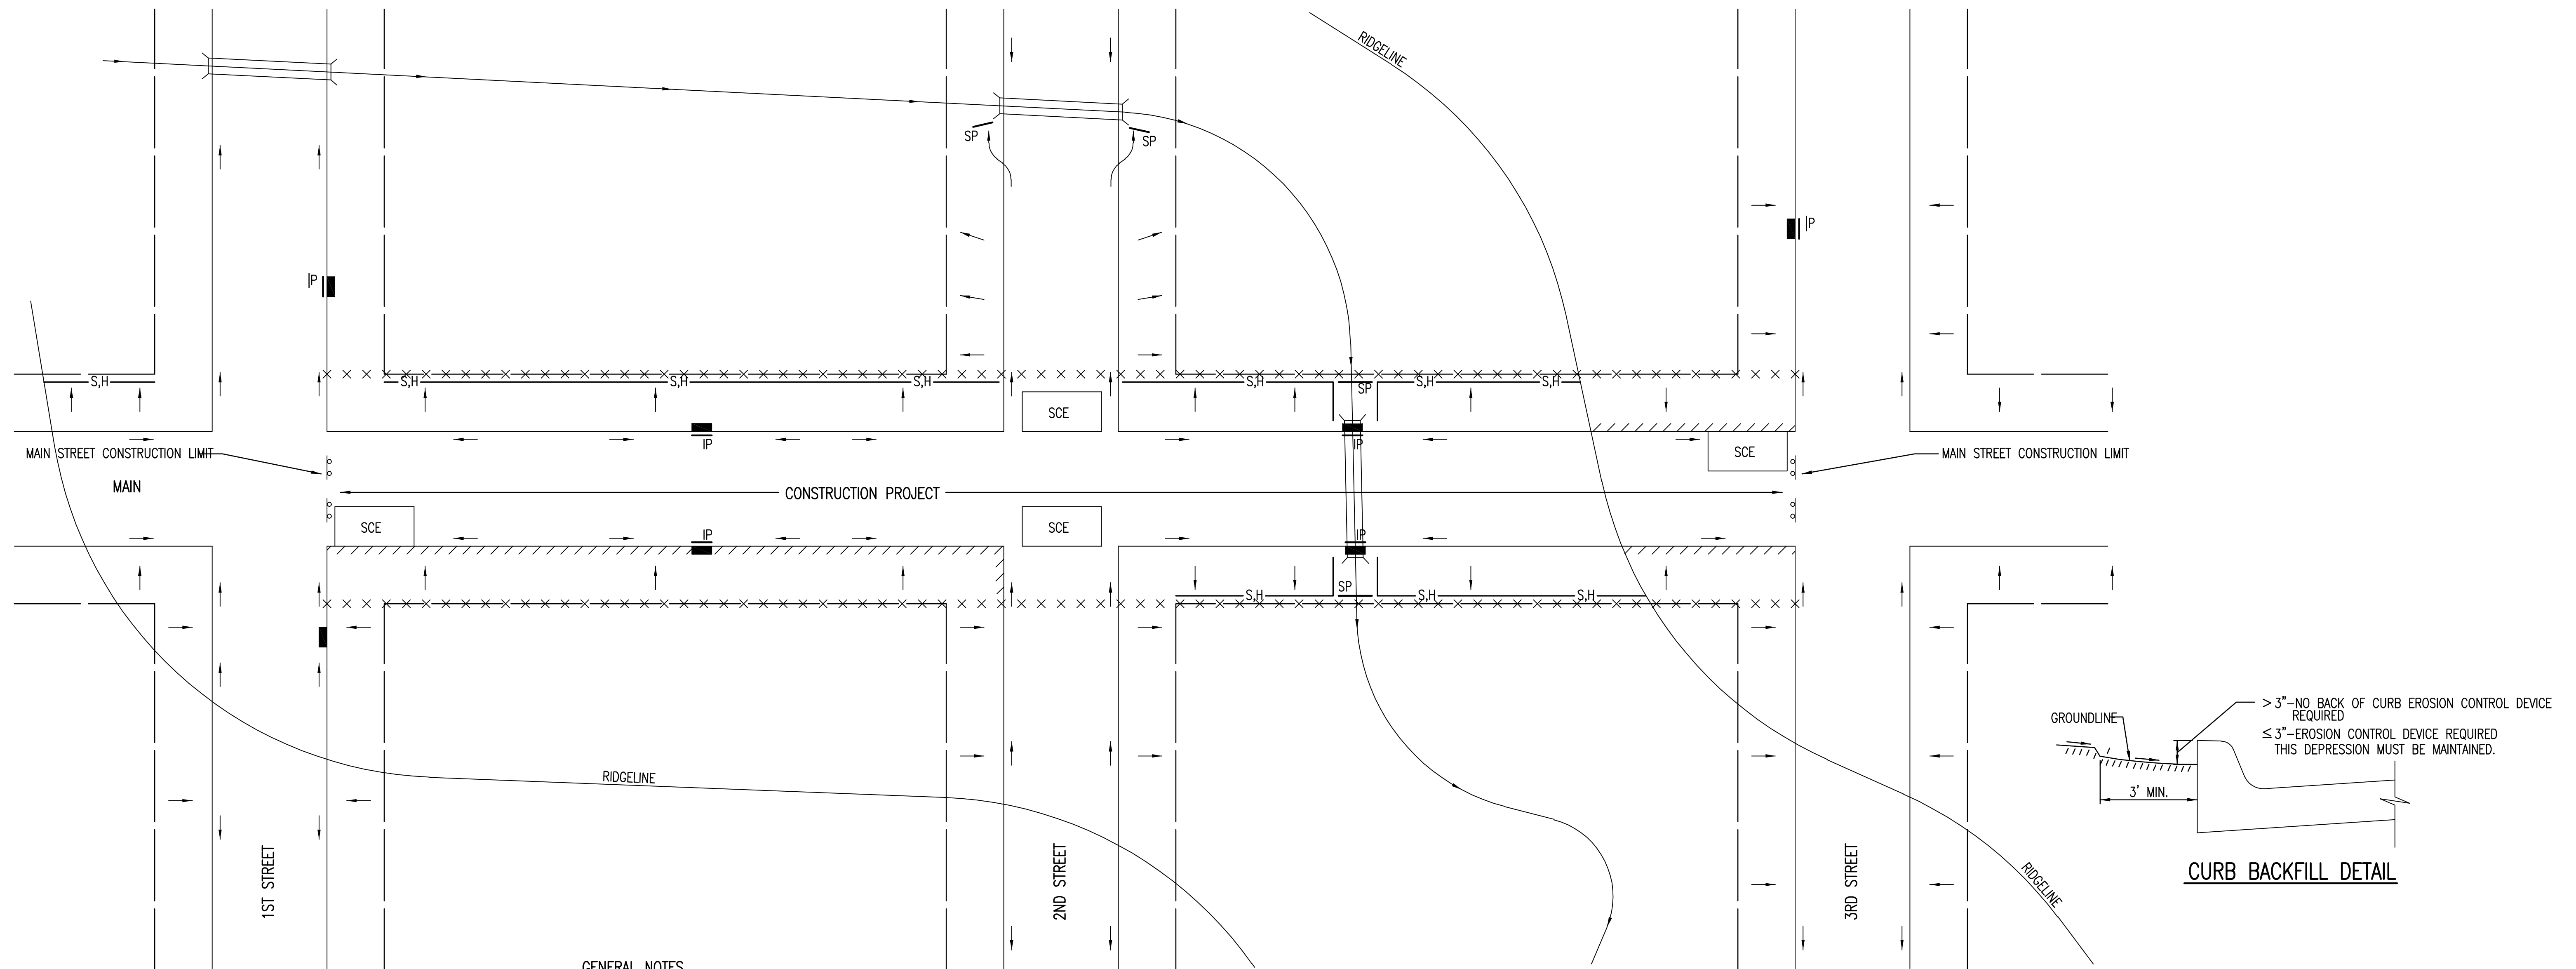 RIDGELINE
SP
SP
IP
IP
S,H
S,H
S,H
S,H
S,H
SP
S,H
S,H
SCE
IP
IP
SCE
MAIN STREET CONSTRUCTION LIMIT
MAIN STREET CONSTRUCTION LIMIT
MAIN
CONSTRUCTION PROJECT
SCE
SCE
IP
IP
SP
S,H
S,H
S,H
RIDGELINE
1ST STREET
2ND STREET
3RD STREET
RIDGELINE
GROUNDLINE
> 3"-NO BACK OF CURB EROSION CONTROL DEVICE
REQUIRED
≤ 3"-EROSION CONTROL DEVICE REQUIRED
THIS DEPRESSION MUST BE MAINTAINED.
3' MIN.
CURB BACKFILL DETAIL
GENERAL NOTES